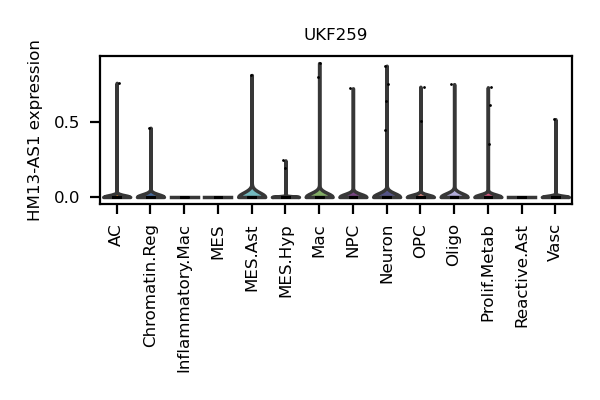 UKF259
HM13-AS1 expression
0.5
0.0
AC
Chromatin.Reg
Inflammatory.Mac
MES
MES.Ast
MES.Hyp
Mac
NPC
Neuron
OPC
Oligo
Prolif.Metab
Reactive.Ast
Vasc